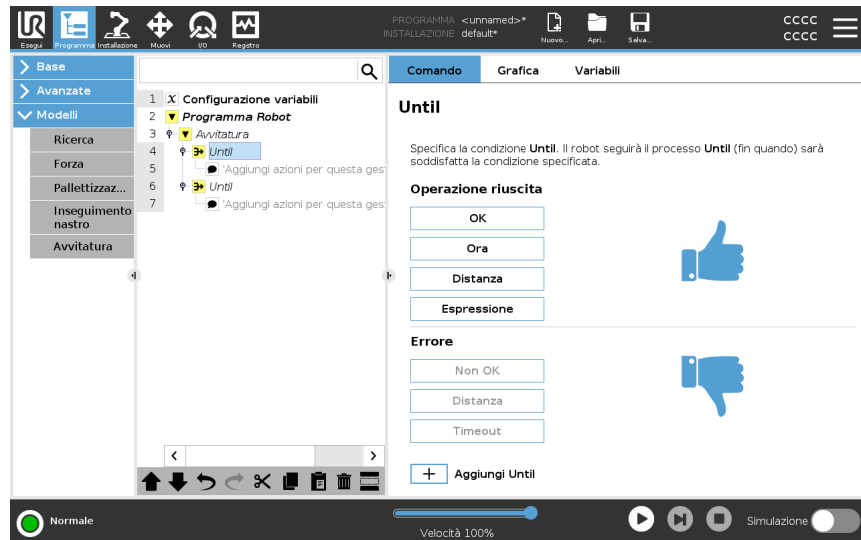 UR
Esegui
Programma
Installazione
Muovi
I/O
Registro
PROGRAMMA <unnamed>*
INSTALLAZIONE default*
Nuovo...
Apri...
Salva...
cccc
cccc
Base
Avanzate
Modelli
Ricerca
Forza
Pallettizzaz...
Inseguimento
nastro
Avvitatura
1 X Configurazione variabili
2 Programma Robot
3 Avvitatura
4 Until
5 'Aggiungi azioni per questa ges
6 Until
7 'Aggiungi azioni per questa ges
Comando Grafica Variabili
Until
Specifica la condizione Until. Il robot seguirà il processo Until (fin quando) sarà
soddisfatta la condizione specificata.
Operazione riuscita
OK
Ora
Distanza
Espressione
Errore
Non OK
Distanza
Timeout
+ Aggiungi Until
Normale
Velocità 100%
Simulazione